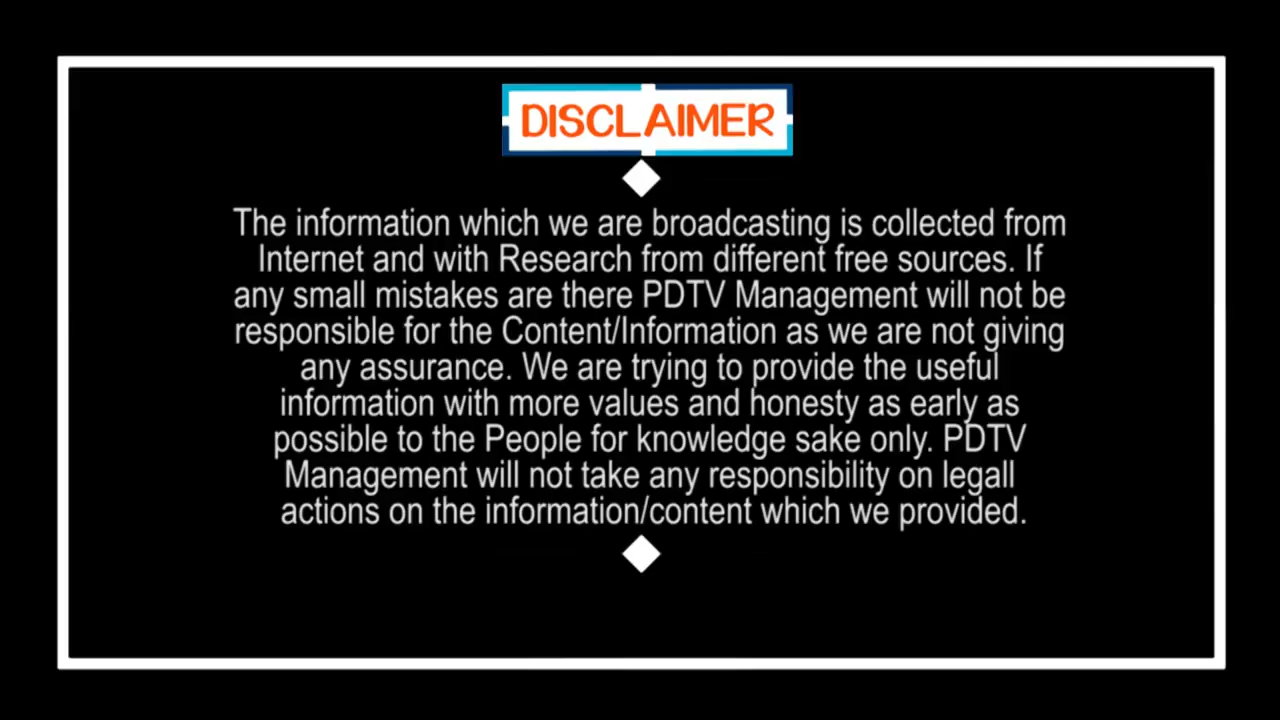 DISCLAIMER
The information which we are broadcasting is collected from
Internet and with Research from different free sources. If
any small mistakes are there PDTV Management will not be
responsible for the Content/Information as we are not giving
any assurance. We are trying to provide the useful
information with more values and honesty as early as
possible to the People for knowledge sake only. PDTV
Management will not take any responsibility on legall
actions on the information/content which we provided.